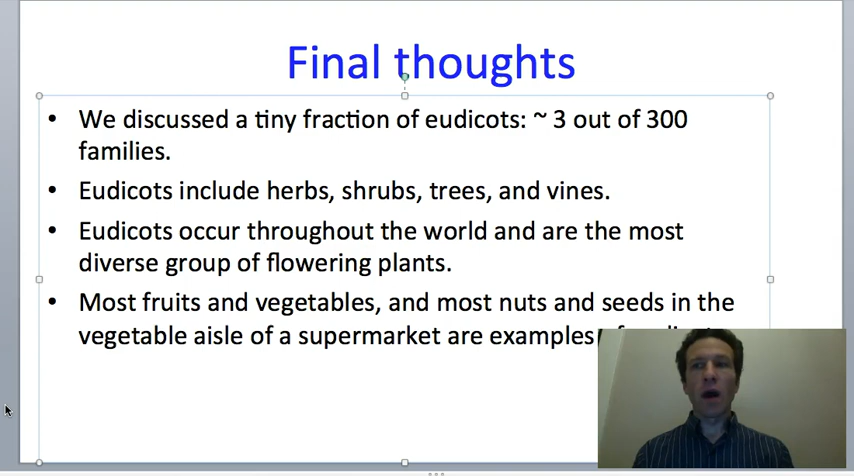 Final thoughts
• We discussed a tiny fraction of eudicots: ~ 3 out of 300
families.
• Eudicots include herbs, shrubs, trees, and vines.
• Eudicots occur throughout the world and are the most
diverse group of flowering plants.
• Most fruits and vegetables, and most nuts and seeds in the
vegetable aisle of a supermarket are examples